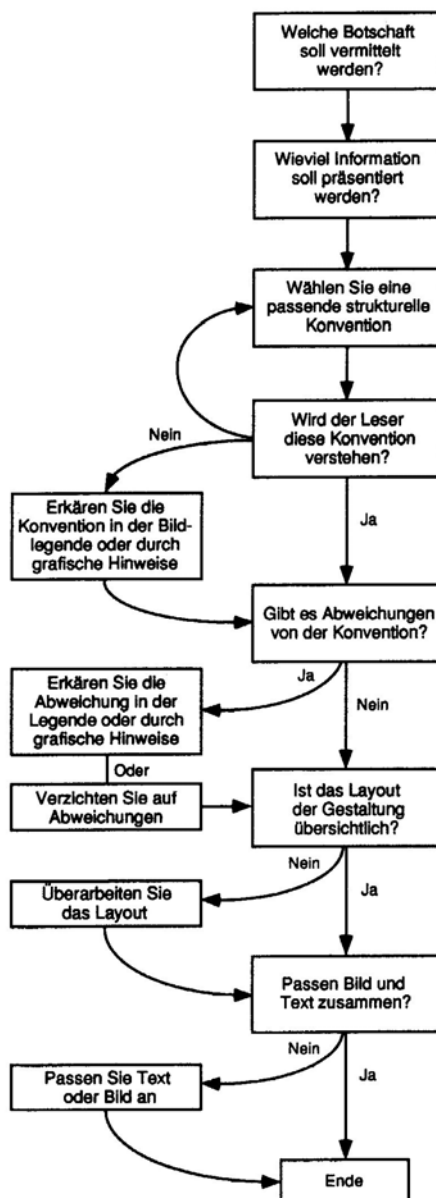 Welche Botschaft
soll vermittelt
werden?
Wieviel Information
soll präsentiert
werden?
Wählen Sie eine
passende strukturelle
Konvention
Wird der Leser
diese Konvention
verstehen?
Nein
Ja
Erkären Sie die
Konvention in der Bild-
legende oder durch
grafische Hinweise
Gibt es Abweichungen
von der Konvention?
Ja
Nein
Erkären Sie die
Abweichung in der
Legende oder durch
grafische Hinweise
Oder
Verzichten Sie auf
Abweichungen
Ist das Layout
der Gestaltung
übersichtlich?
Nein
Ja
Überarbeiten Sie
das Layout
Passen Bild und
Text zusammen?
Nein
Ja
Passen Sie Text
oder Bild an
Ende